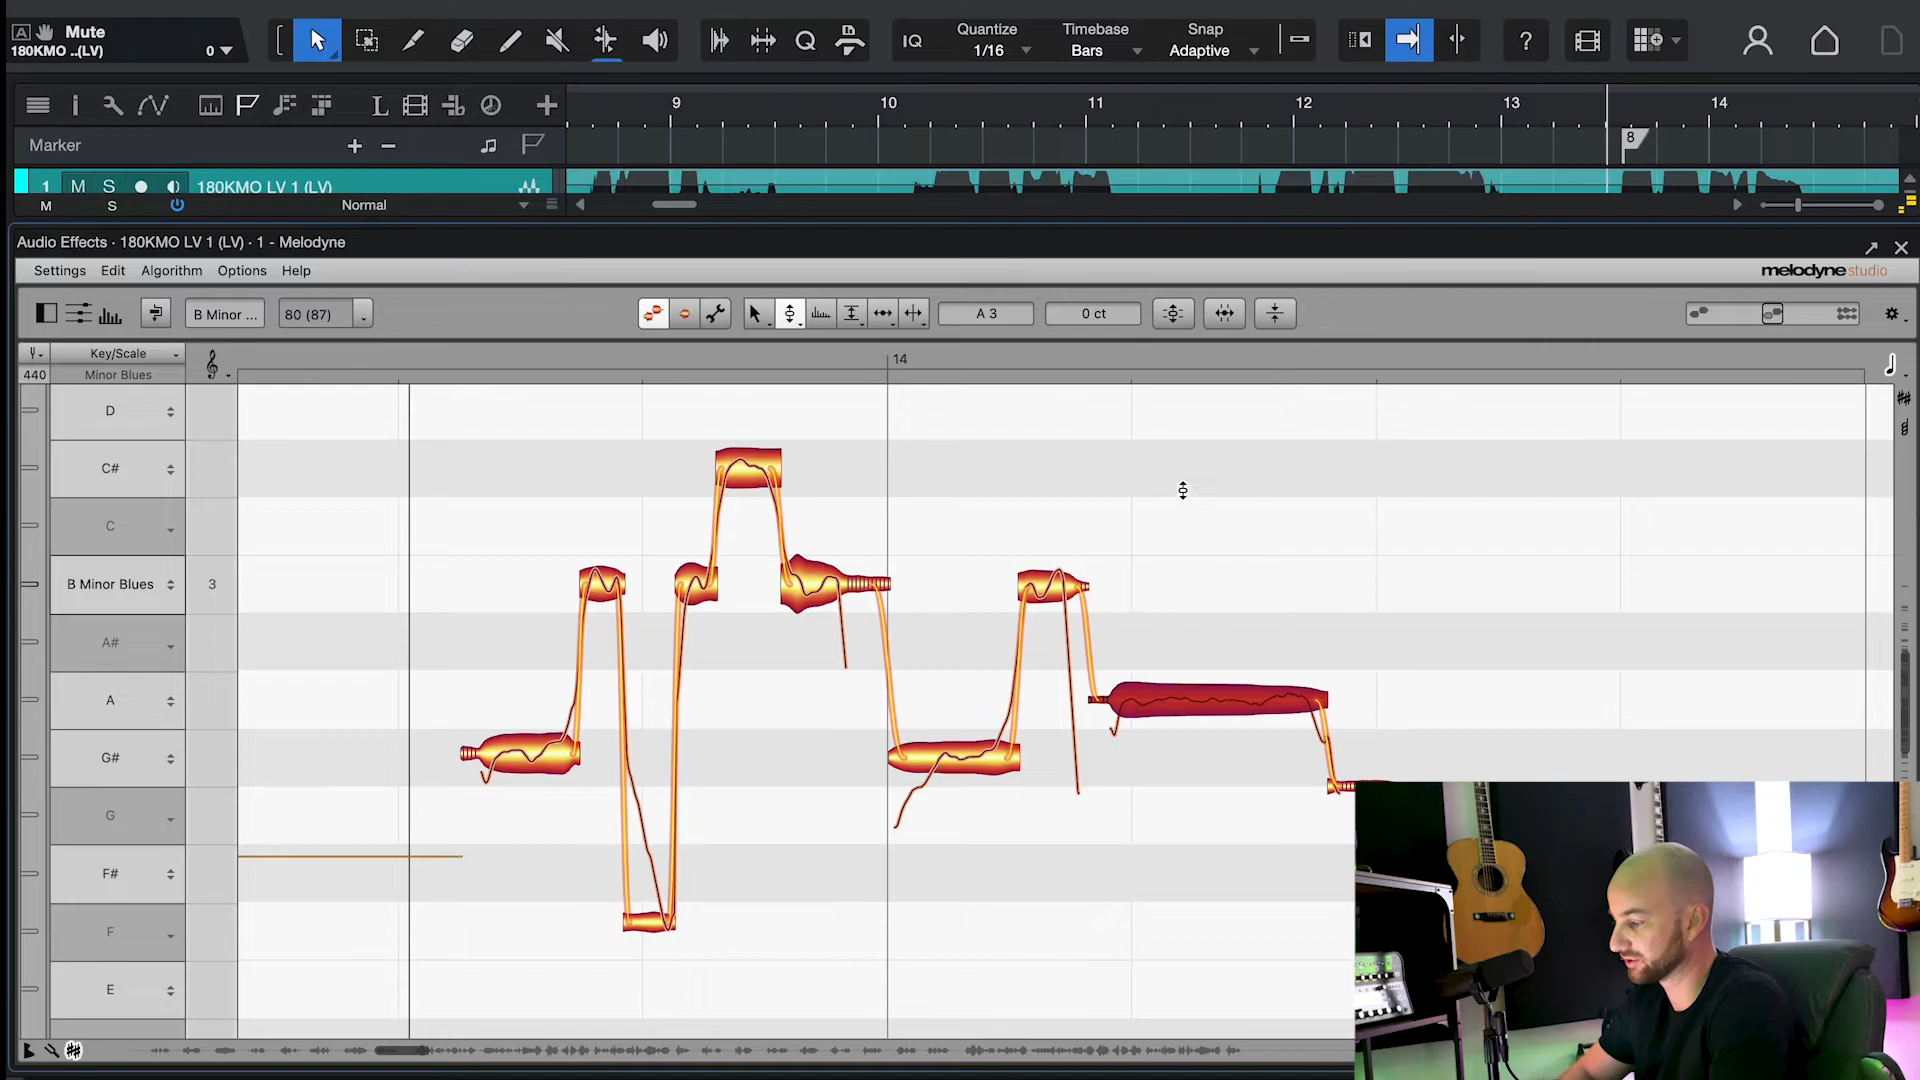 A Mute
180KMO ..(LV) 0
IQ
Quantize
1/16
Timebase
Bars
Snap
Adaptive
?
9 10 11 12 13 14
Marker
8
1 M S 180KMO LV 1 (LV)
M S Normal
Audio Effects · 180KMO LV 1 (LV) · 1 - Melodyne
Settings Edit Algorithm Options Help
melodyne studio
B Minor ... 80 (87) A 3 0 ct
Key/Scale
14
440 Minor Blues
D
C#
C
B Minor Blues 3
A#
A
G#
G
F#
F
E